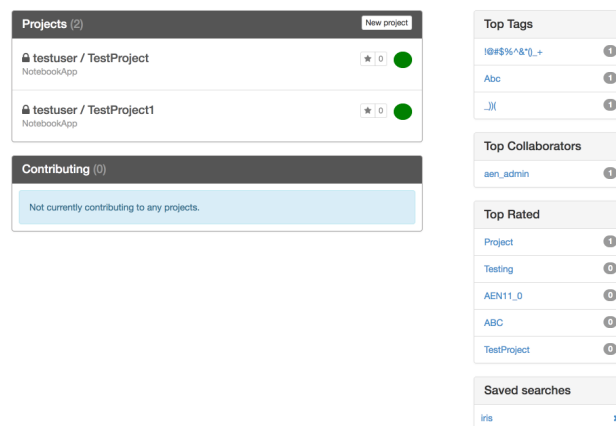 Projects (2) New project
testuser / TestProject
0
NotebookApp
testuser / TestProject1
0
NotebookApp
Contributing (0)
Not currently contributing to any projects.
Top Tags
!@#$%^&*()_+ 1
Abc 1
_))( 1
Top Collaborators
aen_admin 1
Top Rated
Project 1
Testing 0
AEN11_0 0
ABC 0
TestProject 0
Saved searches
iris